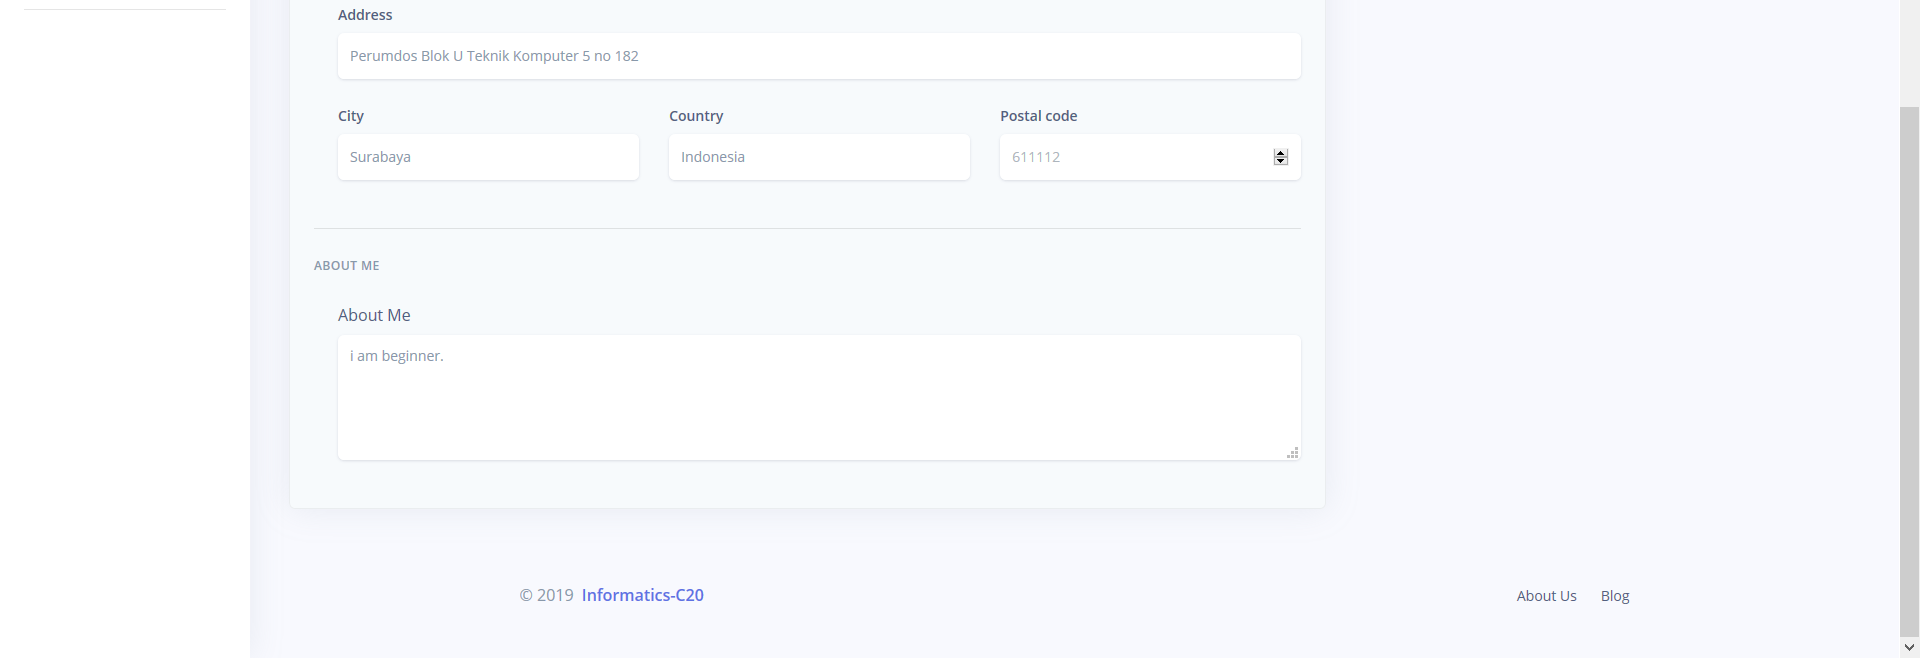 Address
Perumdos Blok U Teknik Komputer 5 no 182
City Country Postal code
Surabaya Indonesia 611112
ABOUT ME
About Me
i am beginner.
© 2019 Informatics-C20 About Us Blog